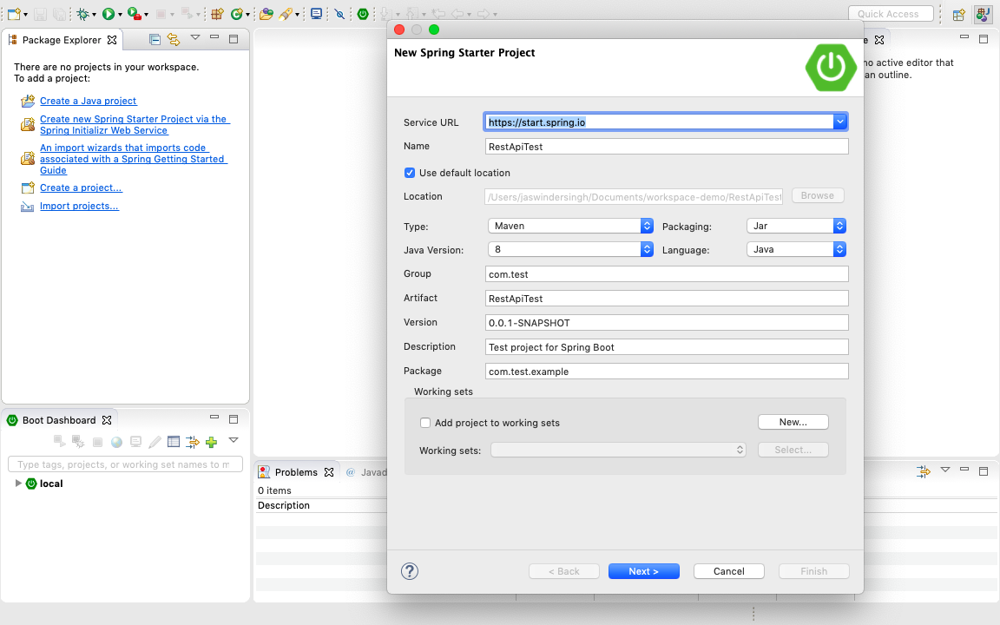 Quick Access
Package Explorer
There are no projects in your workspace.
To add a project:
Create a Java project
Create new Spring Starter Project via the
Spring Initializr Web Service
An import wizards that imports code
associated with a Spring Getting Started
Guide
Create a project...
Import projects...
Boot Dashboard
Type tags, projects, or working set names to m
local
New Spring Starter Project
Service URL
https://start.spring.io
Name
RestApiTest
Use default location
Location
/Users/jaswindersingh/Documents/workspace-demo/RestApiTest
Browse
Type:
Maven
Packaging:
Jar
Java Version:
8
Language:
Java
Group
com.test
Artifact
RestApiTest
Version
0.0.1-SNAPSHOT
Description
Test project for Spring Boot
Package
com.test.example
Working sets
Add project to working sets
New...
Working sets:
Select...
?
< Back
Next >
Cancel
Finish
e
no active editor that
an outline.
Problems
@ Javad
0 items
Description